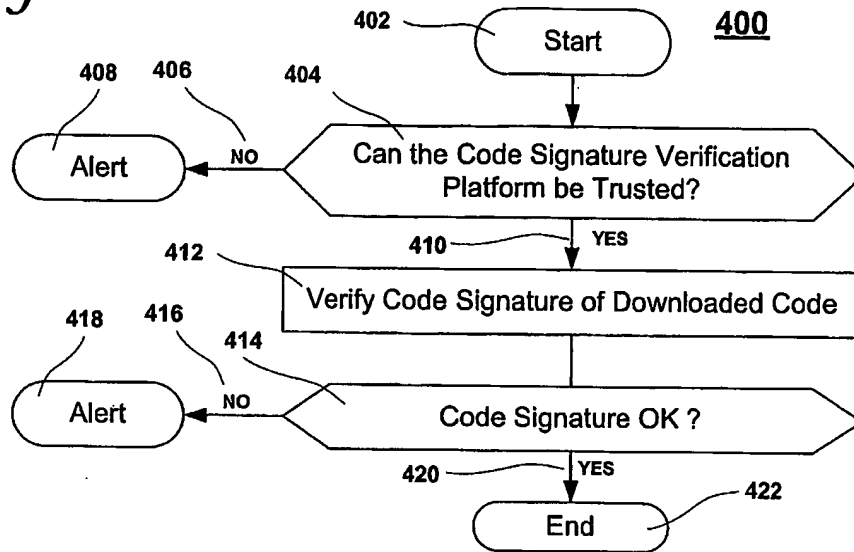 402
Start
400
408
406
404
Alert
NO
Can the Code Signature Verification
Platform be Trusted?
410
YES
412
Verify Code Signature of Downloaded Code
418
416
414
Alert
NO
Code Signature OK ?
420
YES
422
End